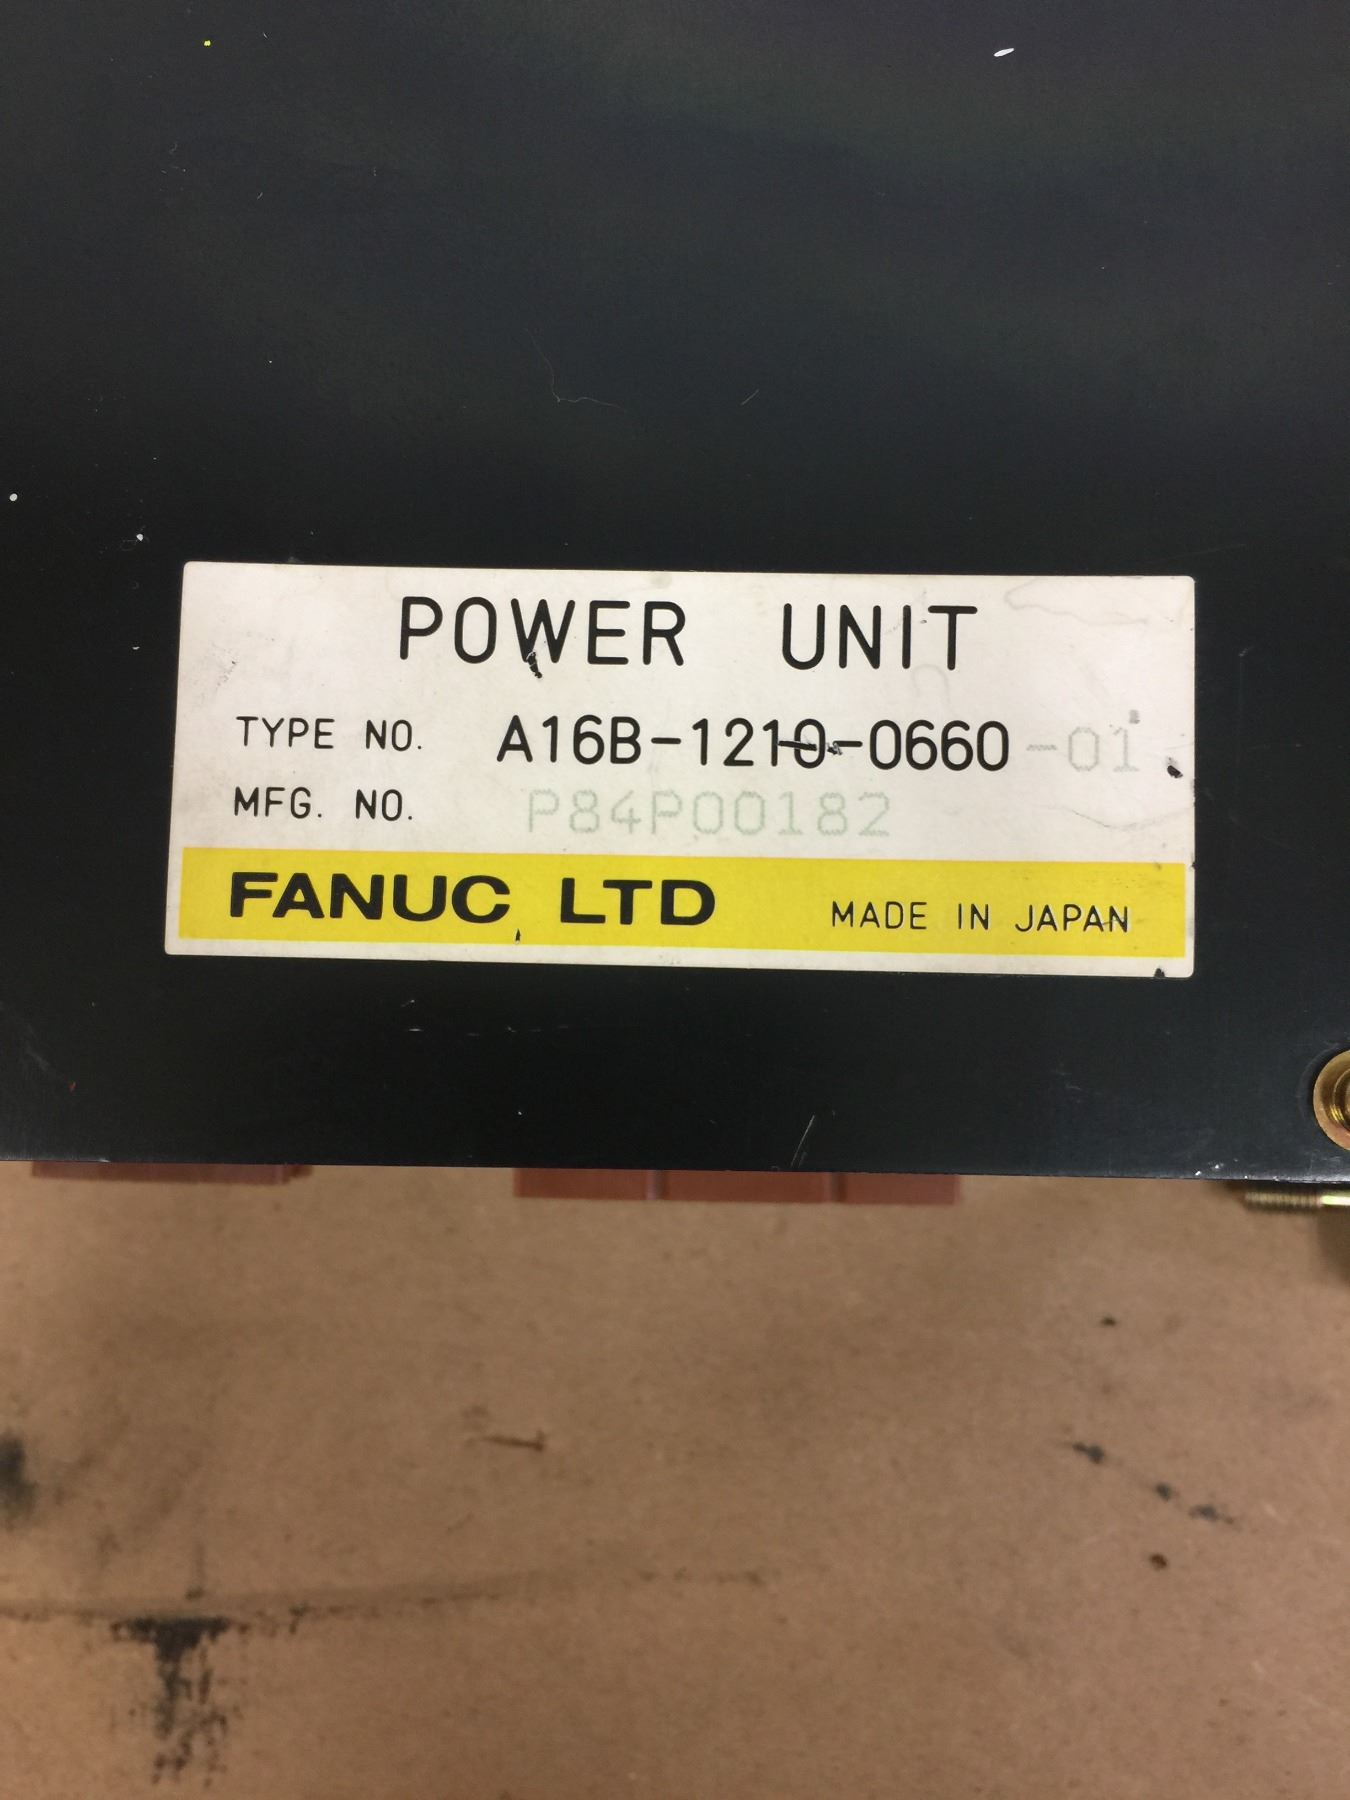 POWER UNIT
TYPE NO. A16B-1210-0660-01
MFG. NO. P84P00182
FANUC LTD MADE IN JAPAN